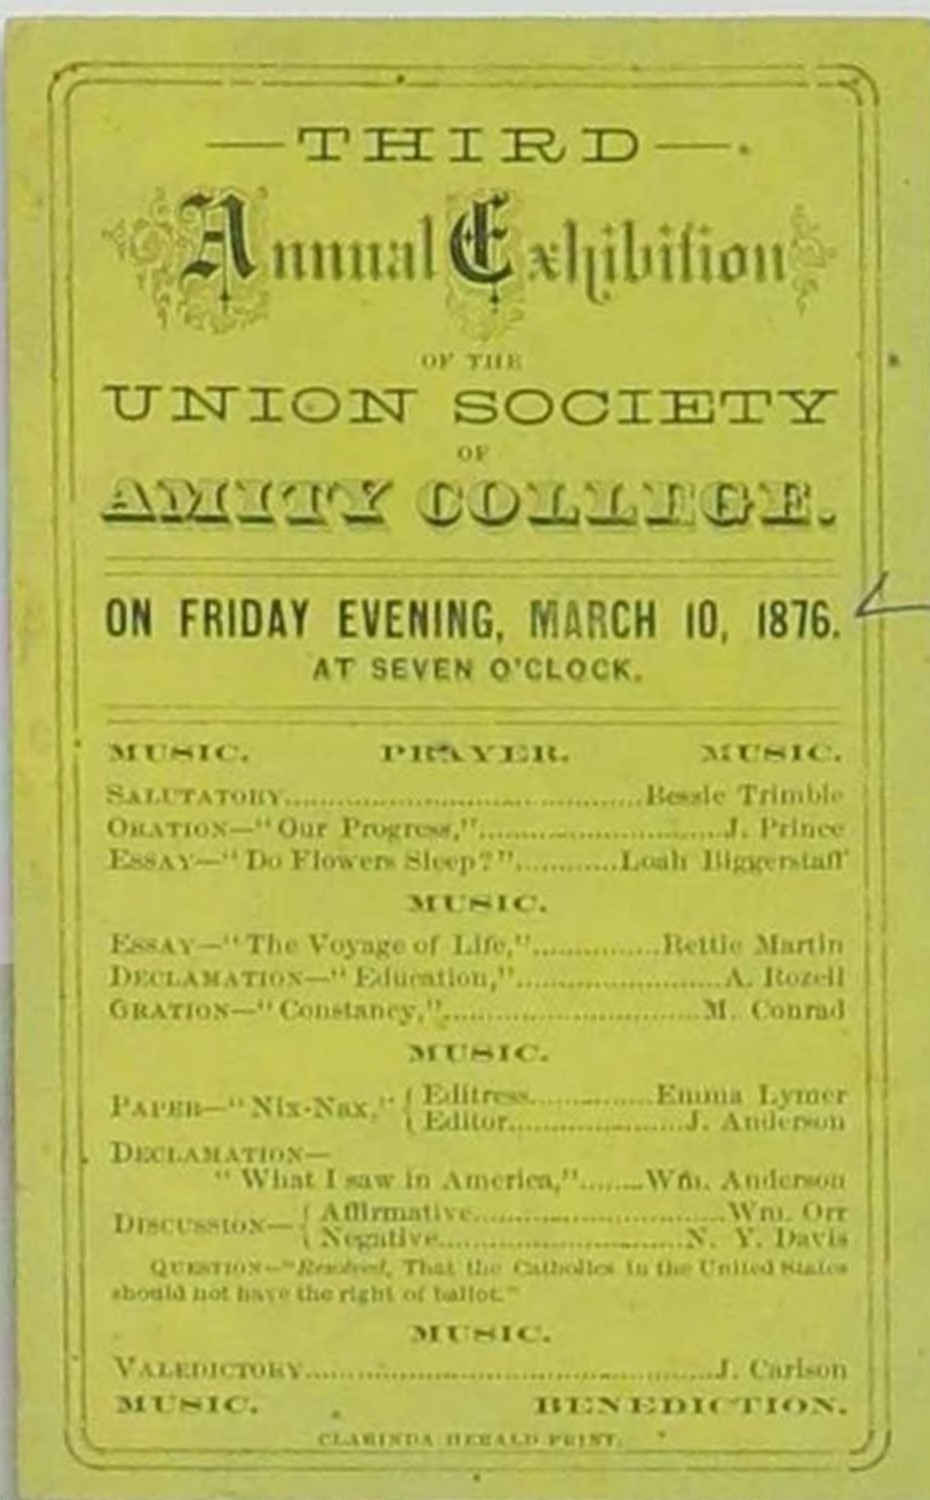 —THIRD—
Annual Exhibition
OF THE
UNION SOCIETY
OF
AMITY COLLEGE.
ON FRIDAY EVENING, MARCH 10, 1876.
AT SEVEN O'CLOCK.
MUSIC. PRAYER. MUSIC.
SALUTATORY..........Bessie Trimble
ORATION—"Our Progress,"..........J. Prince
ESSAY—"Do Flowers Sleep?"..........Loah Biggerstaff
MUSIC.
ESSAY—"The Voyage of Life,"..........Rettie Martin
DECLAMATION—"Education,"..........A. Rozell
GRATION—"Constancy,"..........M. Conrad
MUSIC.
PAPER—"Nix-Nax," { Editress..........Emma Lymer
{ Editor..........J. Anderson
DECLAMATION—
"What I saw in America,"..........Wm. Anderson
DISCUSSION— { Affirmative..........Wm. Orr
{ Negative..........N. Y. Davis
QUESTION—"Resolved, That the Catholics in the United States
should not have the right of ballot."
MUSIC.
VALEDICTORY..........J. Carlson
MUSIC. BENEDICTION.
CLARINDA HERALD PRINT.